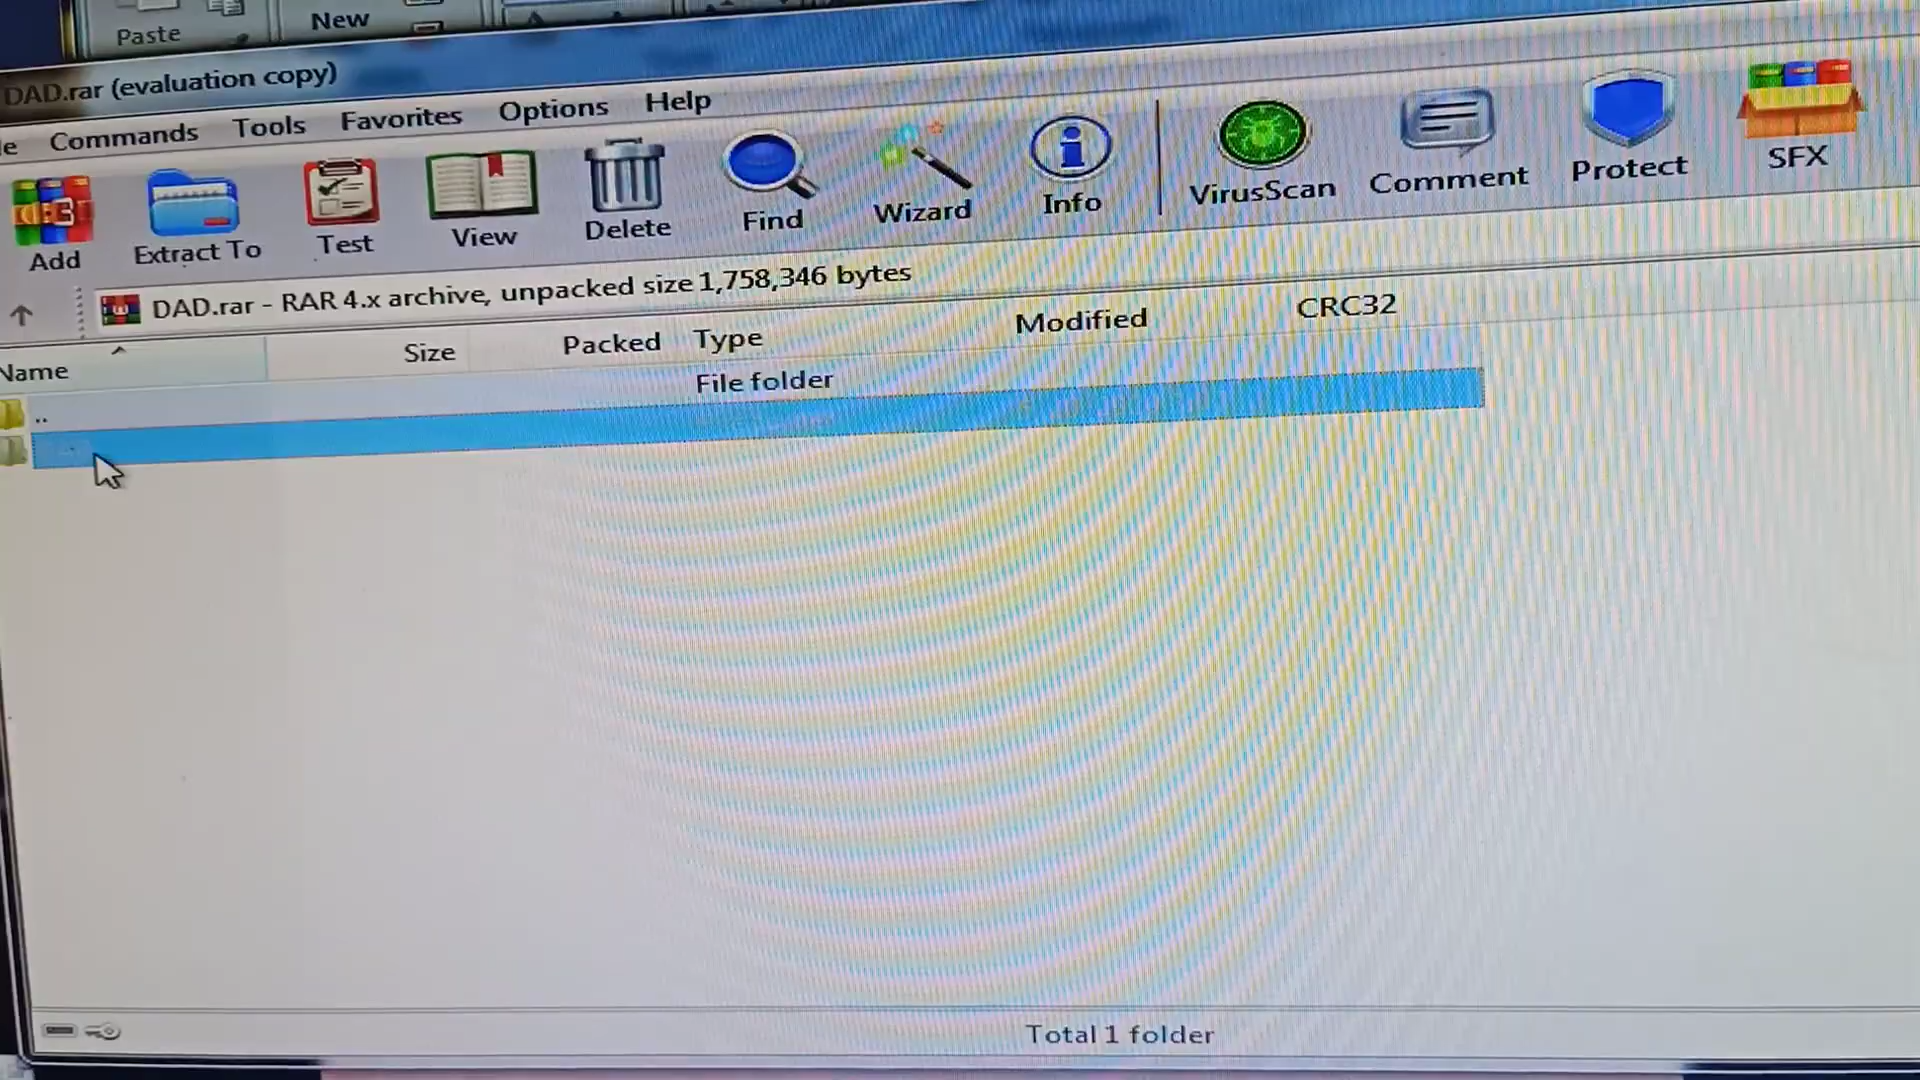 Paste
New
DAD.rar (evaluation copy)
Commands Tools Favorites Options Help
Add Extract To Test View Delete Find Wizard Info VirusScan Comment Protect SFX
DAD.rar - RAR 4.x archive, unpacked size 1,758,346 bytes
Name Size Packed Type Modified CRC32
.. File folder
Total 1 folder